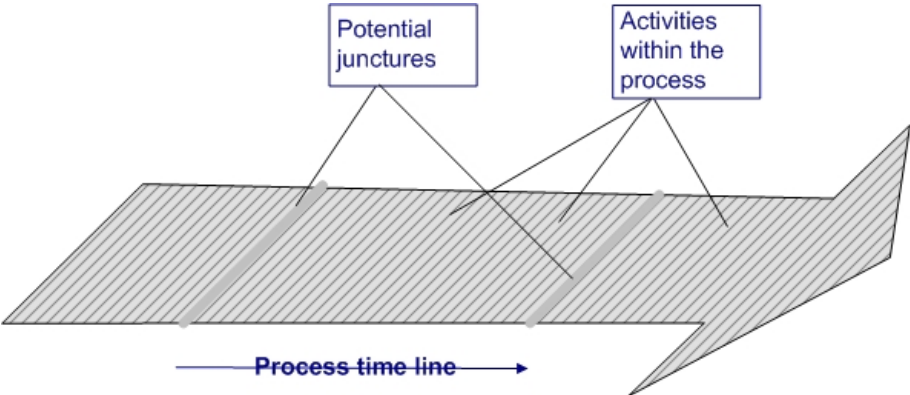 Potential
junctures
Activities
within the
process
Process time line